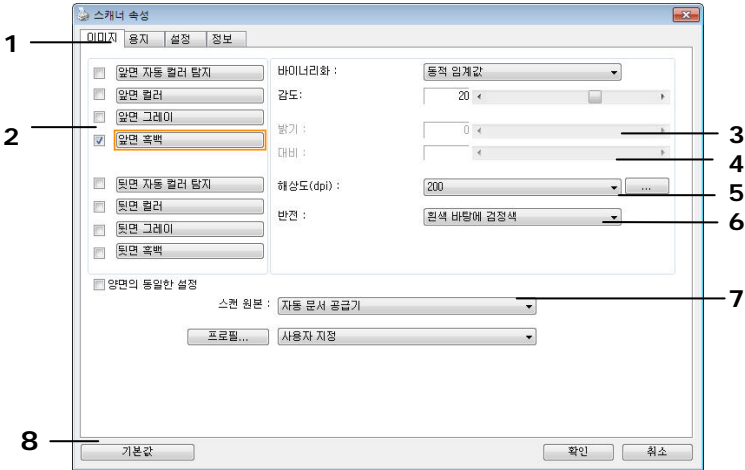 스캐너 속성
1
이미지 용지 설정 정보
2
앞면 자동 컬러 탐지
앞면 컬러
앞면 그레이
앞면 흑백
뒷면 자동 컬러 탐지
뒷면 컬러
뒷면 그레이
뒷면 흑백
바이너리화 : 동적 임계값
감도: 20
밝기 : 0 3
대비 : 4
해상도(dpi) : 200 ... 5
반전 : 흰색 바탕에 검정색 6
양면의 동일한 설정
스캔 원본 : 자동 문서 공급기 7
프로필... 사용자 지정
8 기본값 확인 취소